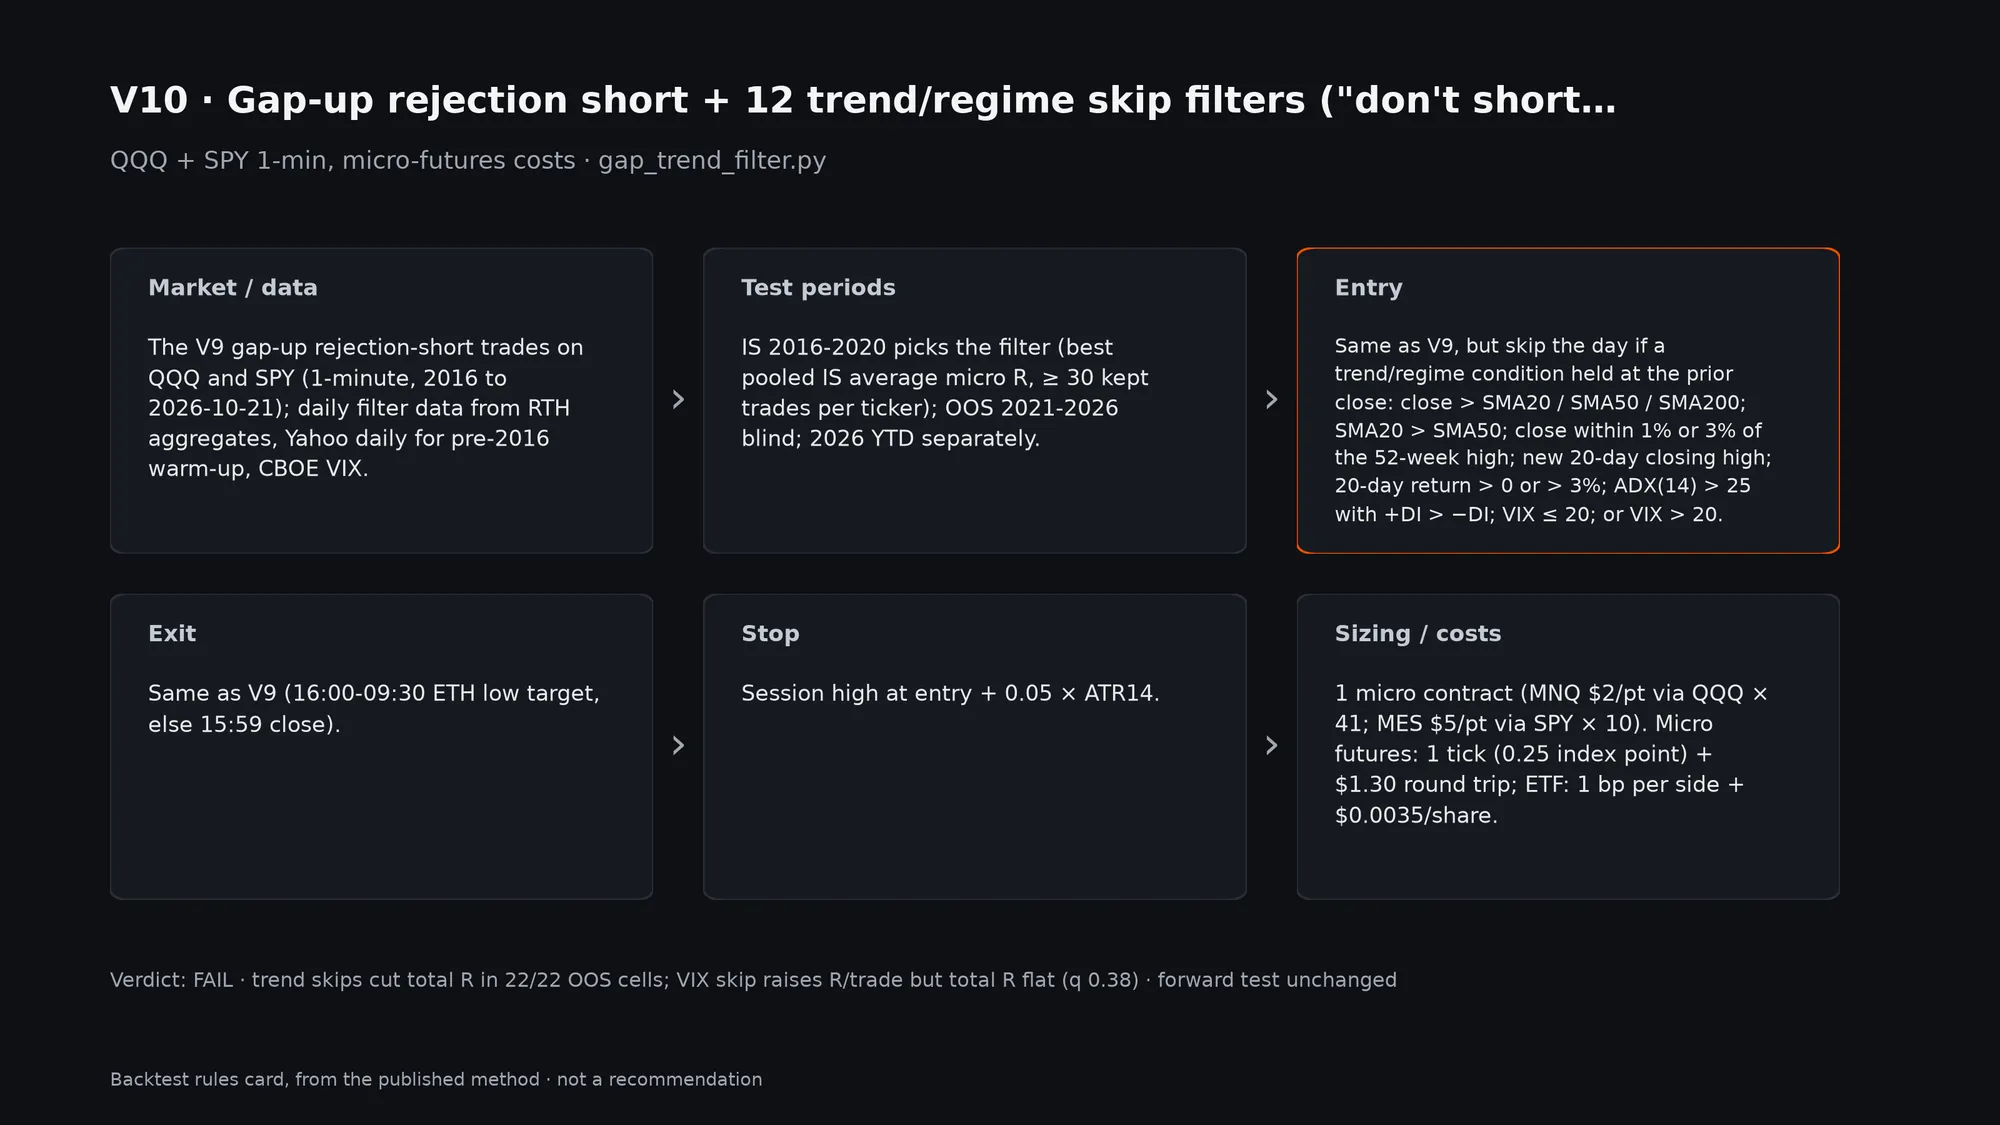 V10 · Gap-up rejection short + 12 trend/regime skip filters ("don't short…
QQQ + SPY 1-min, micro-futures costs · gap_trend_filter.py
Market / data
The V9 gap-up rejection-short trades on
QQQ and SPY (1-minute, 2016 to
2026-10-21); daily filter data from RTH
aggregates, Yahoo daily for pre-2016
warm-up, CBOE VIX.
›
Test periods
IS 2016-2020 picks the filter (best
pooled IS average micro R, ≥ 30 kept
trades per ticker); OOS 2021-2026
blind; 2026 YTD separately.
›
Entry
Same as V9, but skip the day if a
trend/regime condition held at the prior
close: close > SMA20 / SMA50 / SMA200;
SMA20 > SMA50; close within 1% or 3% of
the 52-week high; new 20-day closing high;
20-day return > 0 or > 3%; ADX(14) > 25
with +DI > −DI; VIX ≤ 20; or VIX > 20.
Exit
Same as V9 (16:00-09:30 ETH low target,
else 15:59 close).
›
Stop
Session high at entry + 0.05 × ATR14.
›
Sizing / costs
1 micro contract (MNQ $2/pt via QQQ ×
41; MES $5/pt via SPY × 10). Micro
futures: 1 tick (0.25 index point) +
$1.30 round trip; ETF: 1 bp per side +
$0.0035/share.
Verdict: FAIL · trend skips cut total R in 22/22 OOS cells; VIX skip raises R/trade but total R flat (q 0.38) · forward test unchanged
Backtest rules card, from the published method · not a recommendation